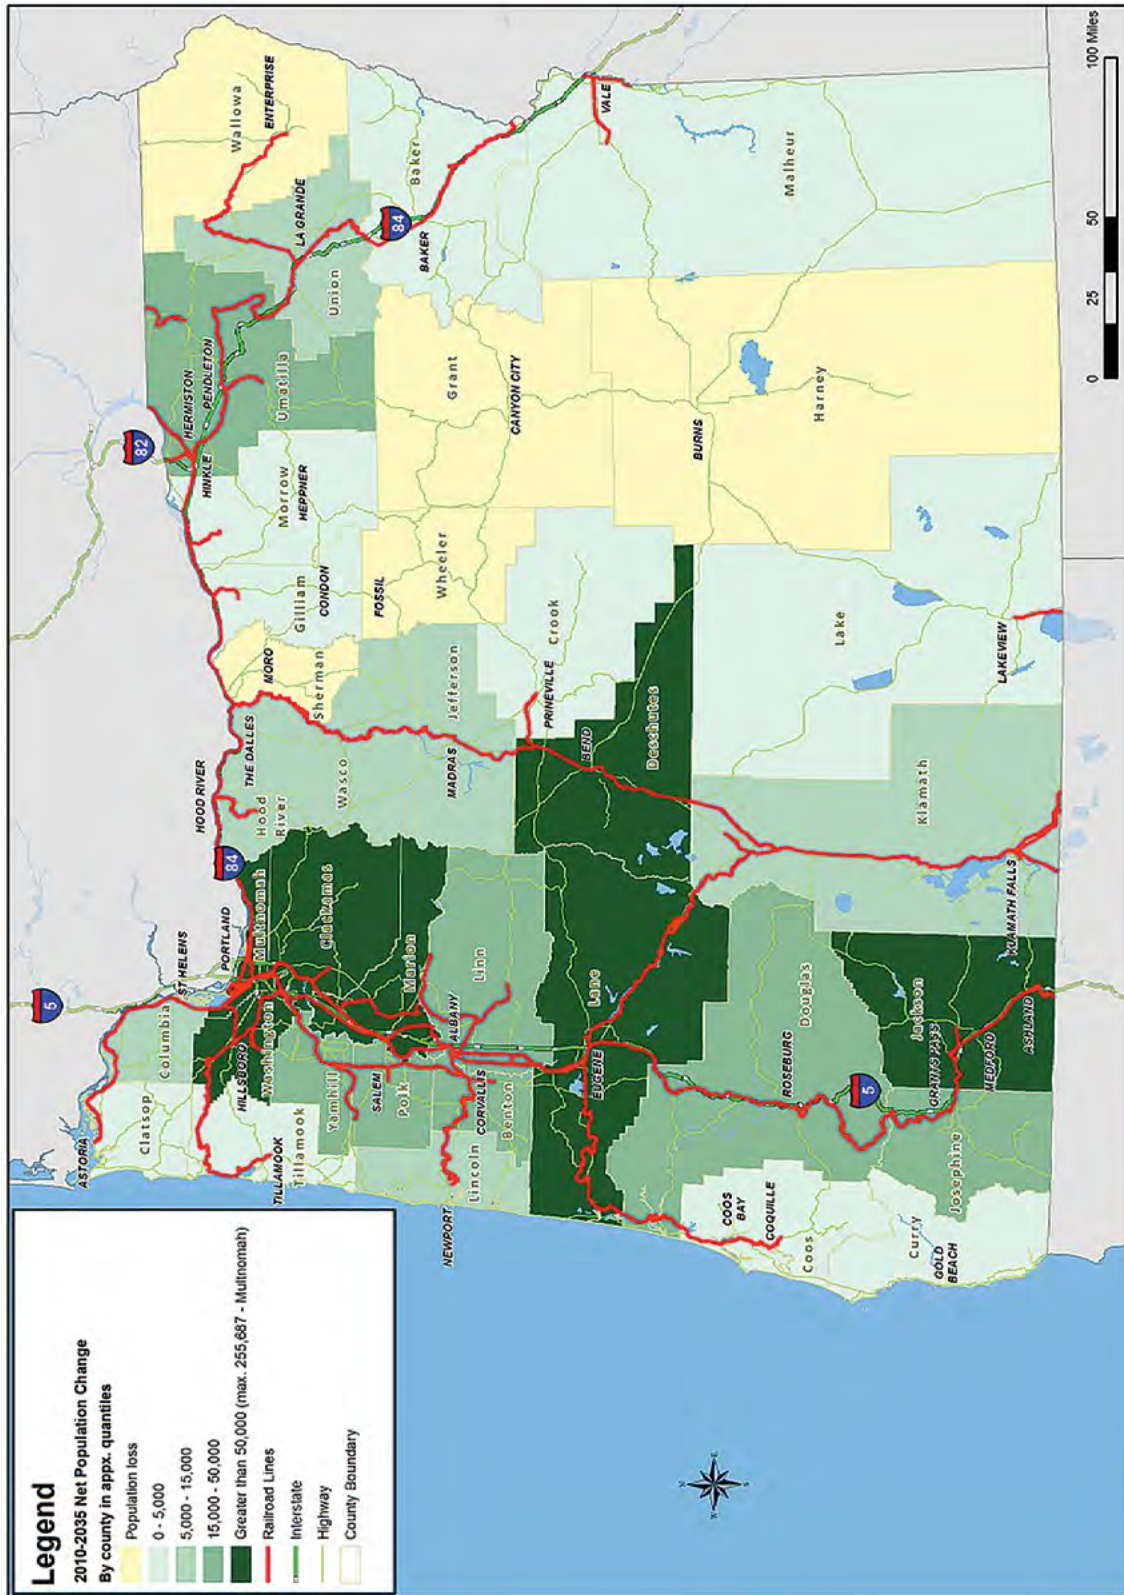 Legend
2010-2035 Net Population Change
By county in appx. quantiles
Population loss
0 - 5,000
5,000 - 15,000
15,000 - 50,000
Greater than 50,000 (max. 255,687 - Multnomah)
Railroad Lines
Interstate
Highway
County Boundary
5
82
84
ASTORIA
ST HELENS
Clatsop
Columbia
PORTLAND
HOOD RIVER
84
HINKLE
HERMISTON
PENDLETON
Wallowa
ENTERPRISE
HILLSBORO
Washington
Multnomah
Hood
River
THE DALLES
MORO
Sherman
Gilliam
CONDON
Morrow
HEPPNER
Umatilla
LA GRANDE
Union
TILLAMOOK
Tillamook
Yamhill
Clackamas
Wasco
FOSSIL
SALEM
Polk
Marion
MADRAS
Jefferson
Wheeler
Grant
BAKER
Baker
NEWPORT
Lincoln
CORVALLIS
Benton
ALBANY
Linn
CANYON CITY
PRINEVILLE
Crook
EUGENE
Lane
BEND
Deschutes
VALE
BURNS
COOS
BAY
COQUILLE
Coos
ROSEBURG
Douglas
Harney
Malheur
Lake
5
Curry
GOLD
BEACH
Josephine
GRANTS PASS
Jackson
MEDFORD
ASHLAND
Klamath
KLAMATH FALLS
LAKEVIEW
N
E
S
W
0
25
50
100 Miles